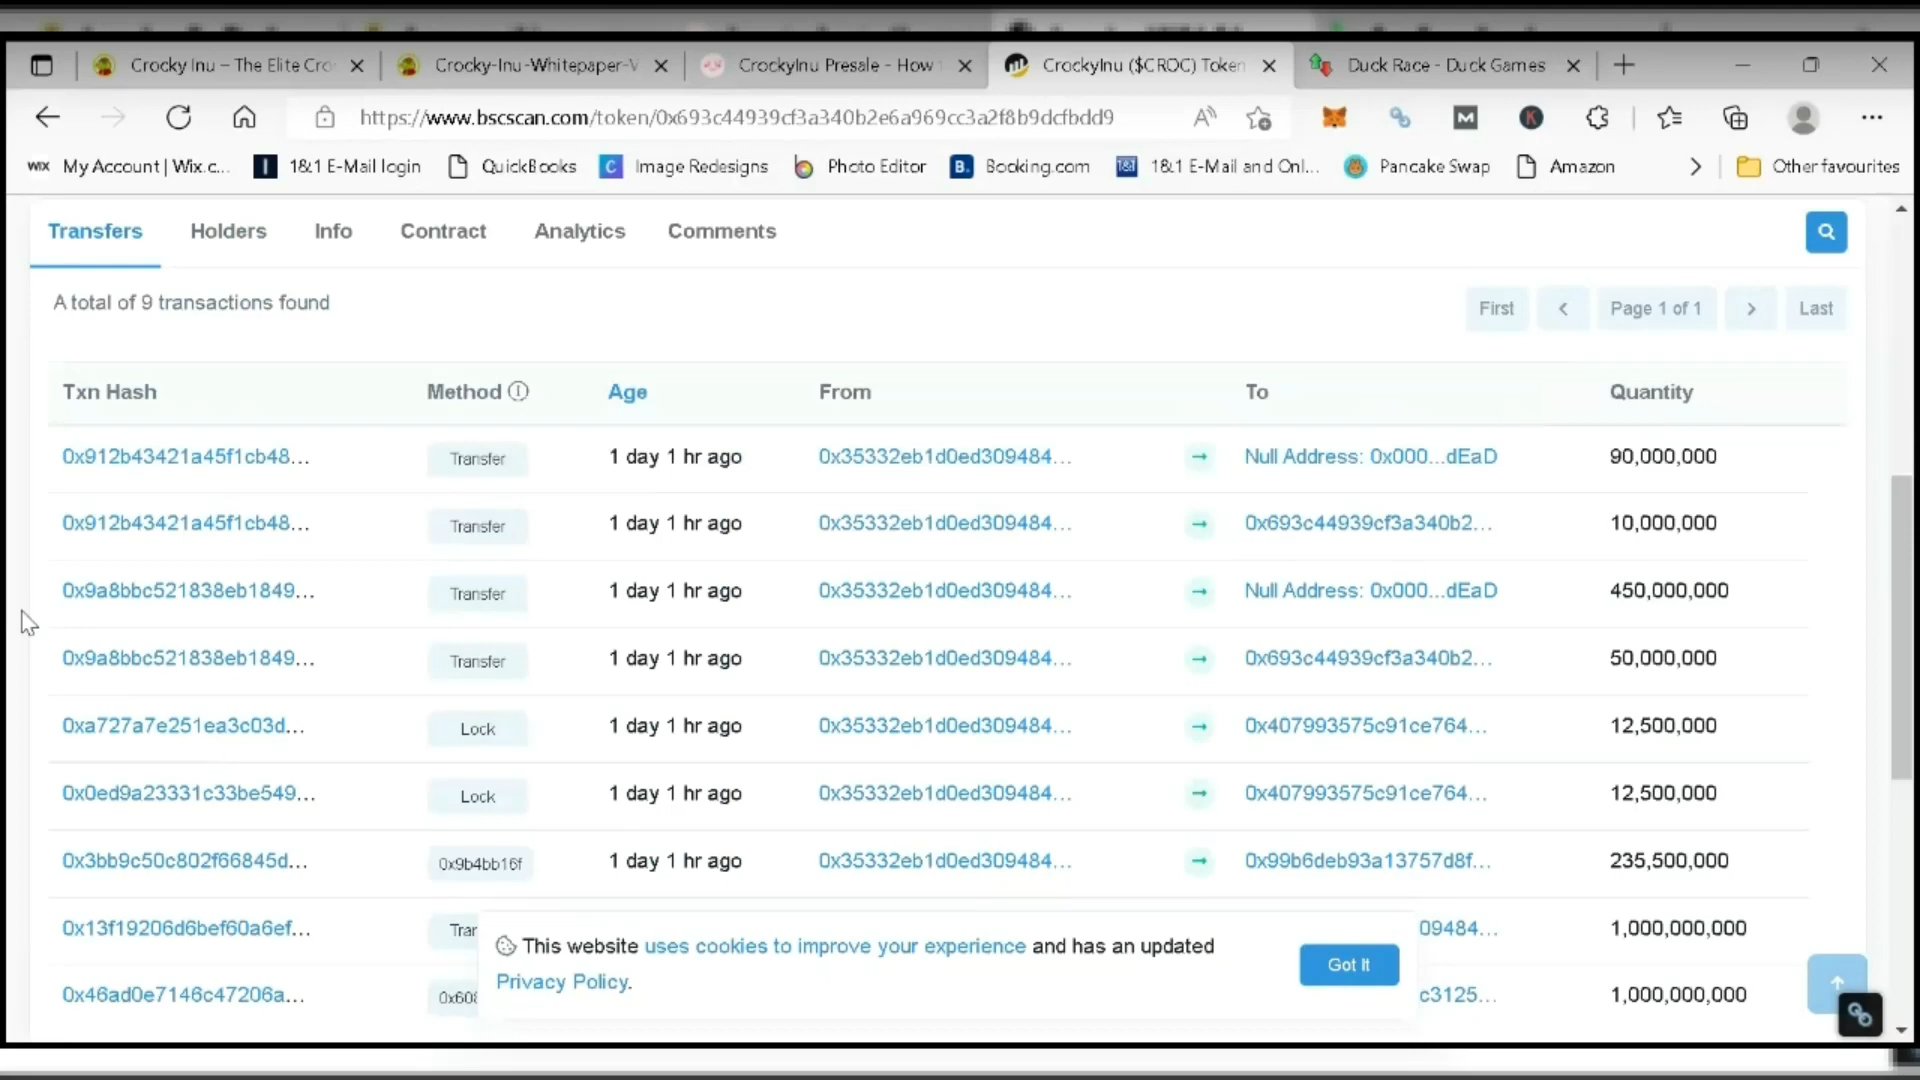 Crocky Inu – The Elite Cro
Crocky-Inu-Whitepaper-V
CrockyInu Presale - How
CrockyInu ($CROC) Token
Duck Race - Duck Games
https://www.bscscan.com/token/0x693c44939cf3a340b2e6a969cc3a2f8b9dcfbdd9
WIX My Account | Wix.c... 1&1 E-Mail login QuickBooks Image Redesigns Photo Editor Booking.com 1&1 E-Mail and Onl... Pancake Swap Amazon Other favourites
Transfers Holders Info Contract Analytics Comments
A total of 9 transactions found
First Page 1 of 1 Last
Txn Hash Method Age From To Quantity
0x912b43421a45f1cb48... Transfer 1 day 1 hr ago 0x35332eb1d0ed309484... Null Address: 0x000...dEaD 90,000,000
0x912b43421a45f1cb48... Transfer 1 day 1 hr ago 0x35332eb1d0ed309484... 0x693c44939cf3a340b2... 10,000,000
0x9a8bbc521838eb1849... Transfer 1 day 1 hr ago 0x35332eb1d0ed309484... Null Address: 0x000...dEaD 450,000,000
0x9a8bbc521838eb1849... Transfer 1 day 1 hr ago 0x35332eb1d0ed309484... 0x693c44939cf3a340b2... 50,000,000
0xa727a7e251ea3c03d... Lock 1 day 1 hr ago 0x35332eb1d0ed309484... 0x407993575c91ce764... 12,500,000
0x0ed9a23331c33be549... Lock 1 day 1 hr ago 0x35332eb1d0ed309484... 0x407993575c91ce764... 12,500,000
0x3bb9c50c802f66845d... 0x9b4bb16f 1 day 1 hr ago 0x35332eb1d0ed309484... 0x99b6deb93a13757d8f... 235,500,000
0x13f19206d6bef60a6ef... Trar 09484... 1,000,000,000
This website uses cookies to improve your experience and has an updated
Privacy Policy.
Got It
0x46ad0e7146c47206a... 0x608 c3125... 1,000,000,000